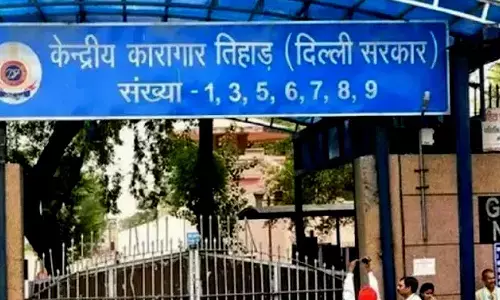 केन्द्रीय कारागार तिहाड़ (दिल्ली सरकार)
संख्या - 1, 3, 5, 6, 7, 8, 9